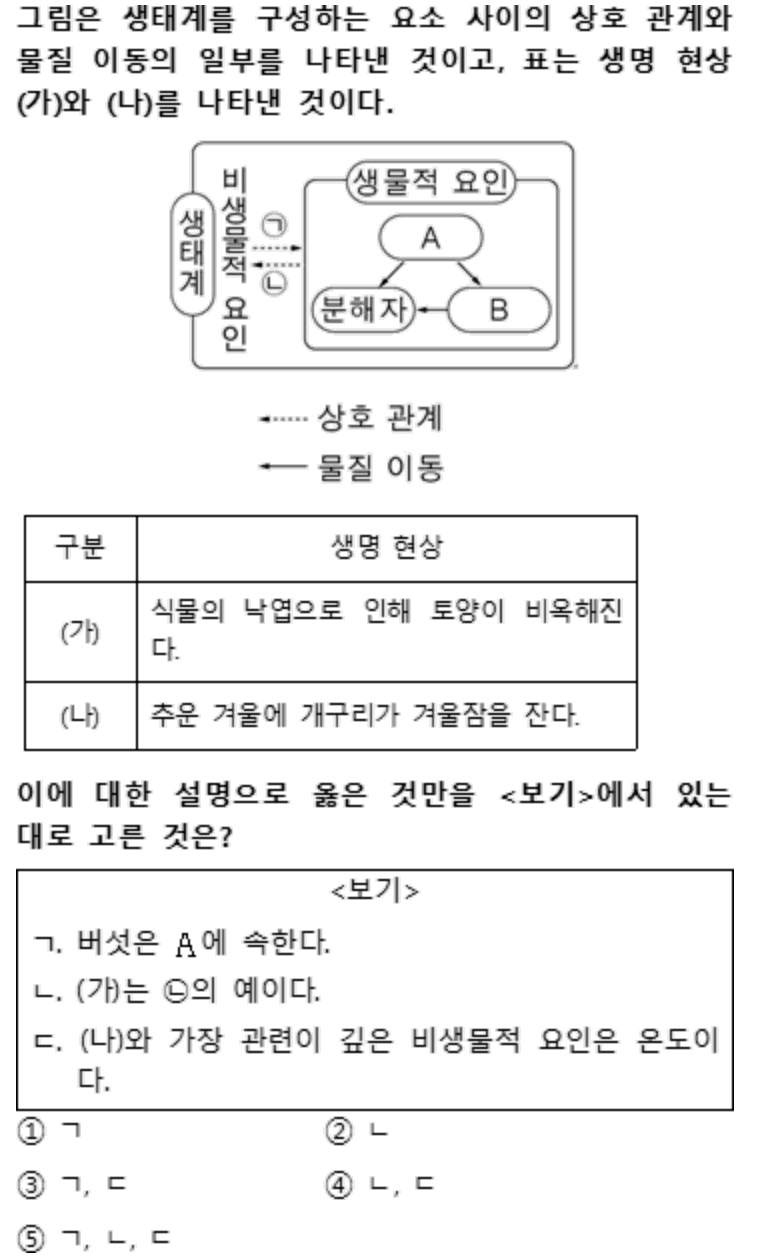 그림은 생태계를 구성하는 요소 사이의 상호 관계와
물질 이동의 일부를 나타낸 것이고, 표는 생명 현상
(가)와 (나)를 나타낸 것이다.
생태계
비생물적 요인
㉠
㉡
생물적 요인
A
분해자
B
상호 관계
물질 이동
구분 생명 현상
(가) 식물의 낙엽으로 인해 토양이 비옥해진
다.
(나) 추운 겨울에 개구리가 겨울잠을 잔다.
이에 대한 설명으로 옳은 것만을 <보기>에서 있는
대로 고른 것은?
<보기>
ㄱ. 버섯은 A에 속한다.
ㄴ. (가)는 ㉡의 예이다.
ㄷ. (나)와 가장 관련이 깊은 비생물적 요인은 온도이
다.
① ㄱ ② ㄴ
③ ㄱ, ㄷ ④ ㄴ, ㄷ
⑤ ㄱ, ㄴ, ㄷ